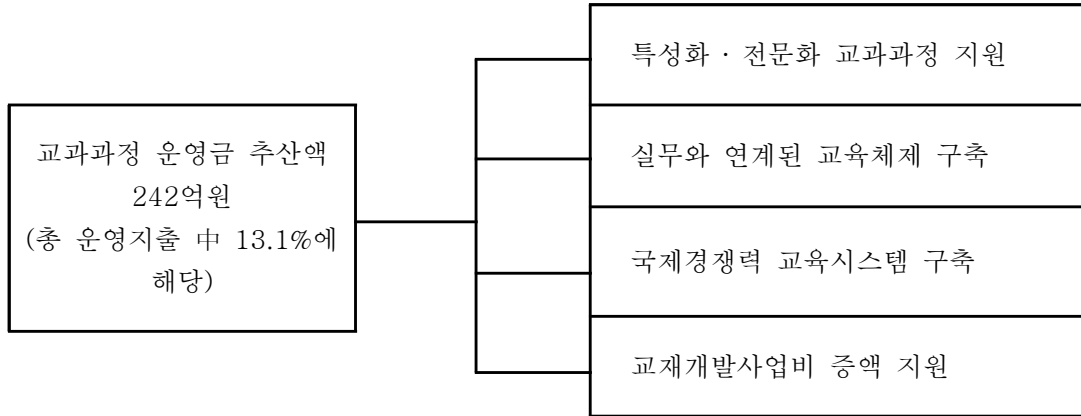 교과과정 운영금 추산액
242억원
(총 운영지출 中 13.1%에
해당)
특성화 · 전문화 교과과정 지원
실무와 연계된 교육체제 구축
국제경쟁력 교육시스템 구축
교재개발사업비 증액 지원